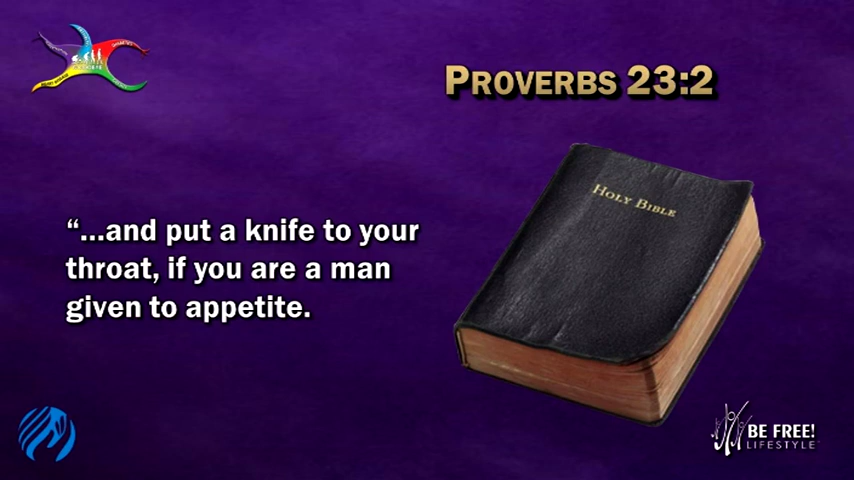 PROVERBS 23:2
HOLY BIBLE
“...and put a knife to your
throat, if you are a man
given to appetite.
BE FREE!
LIFESTYLE